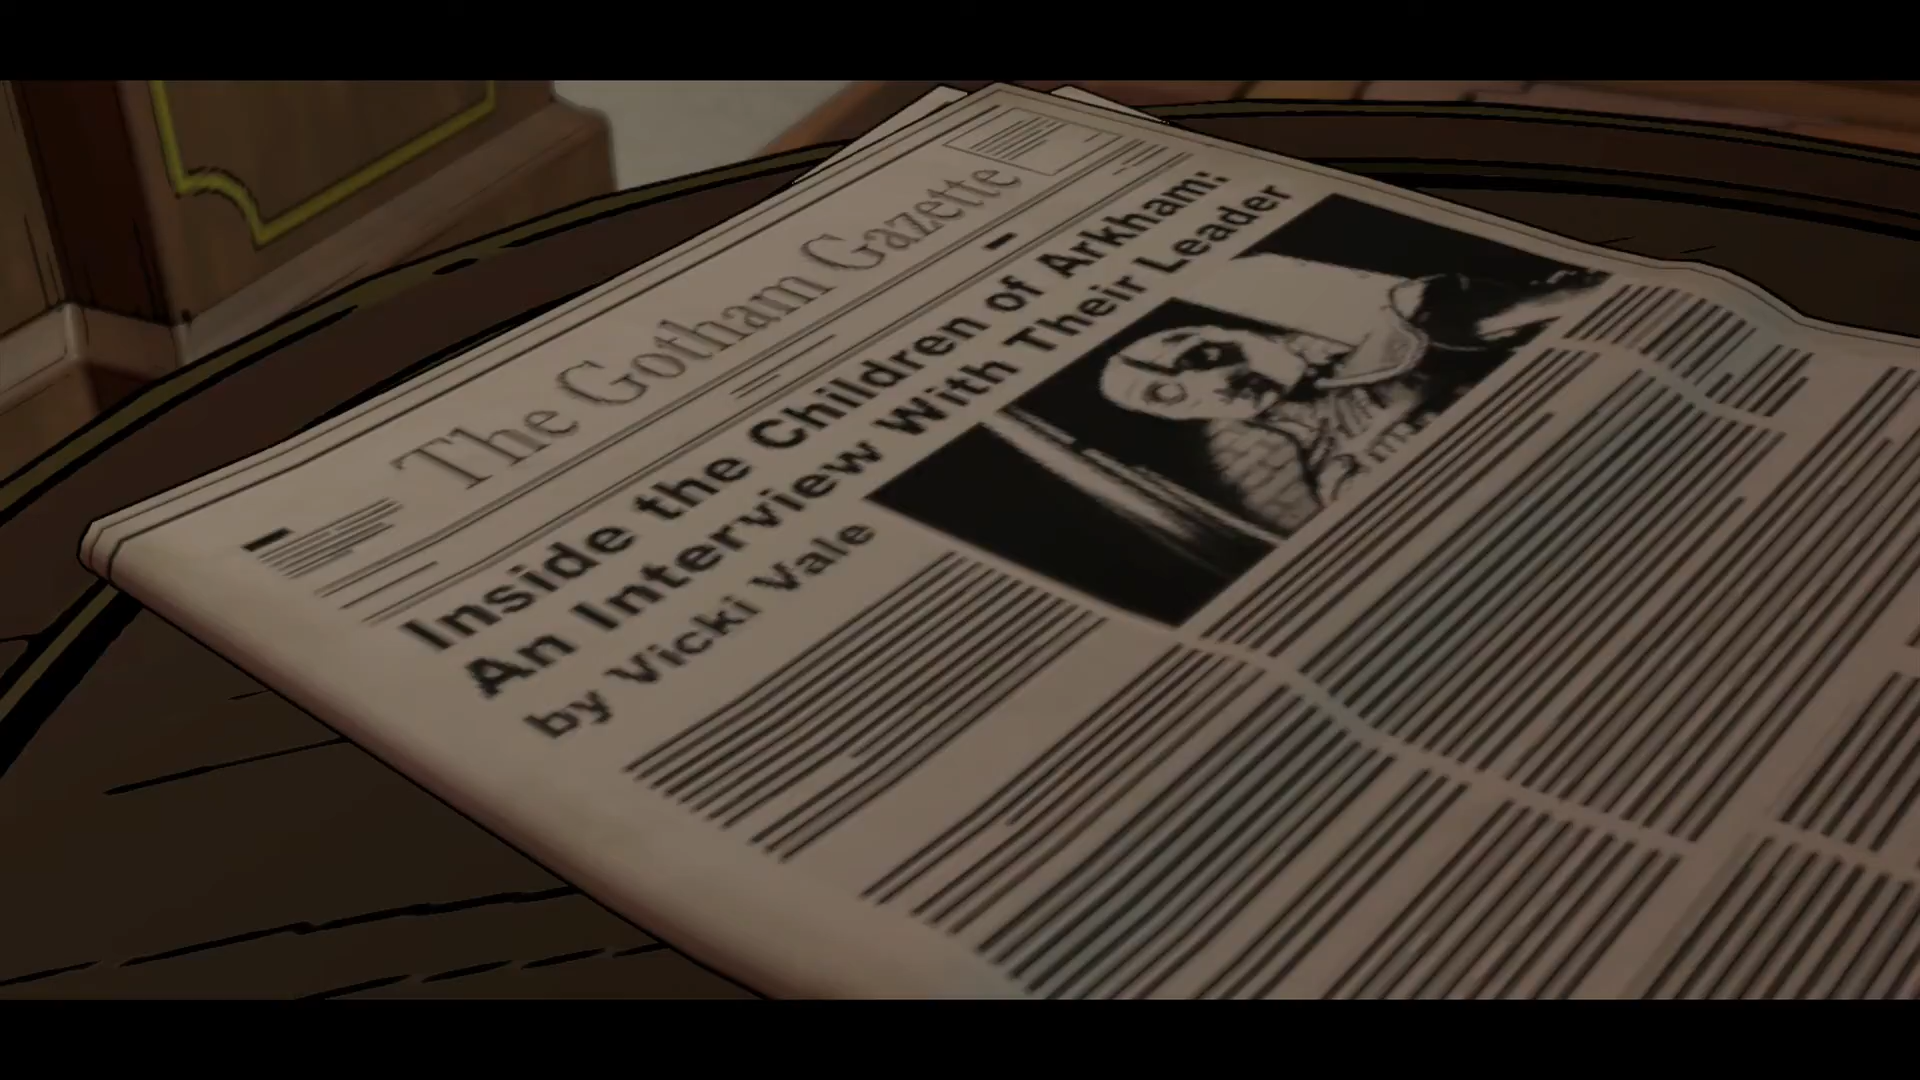 The Gotham Gazette
Inside the Children of Arkham:
An Interview With Their Leader
by Vicki Vale